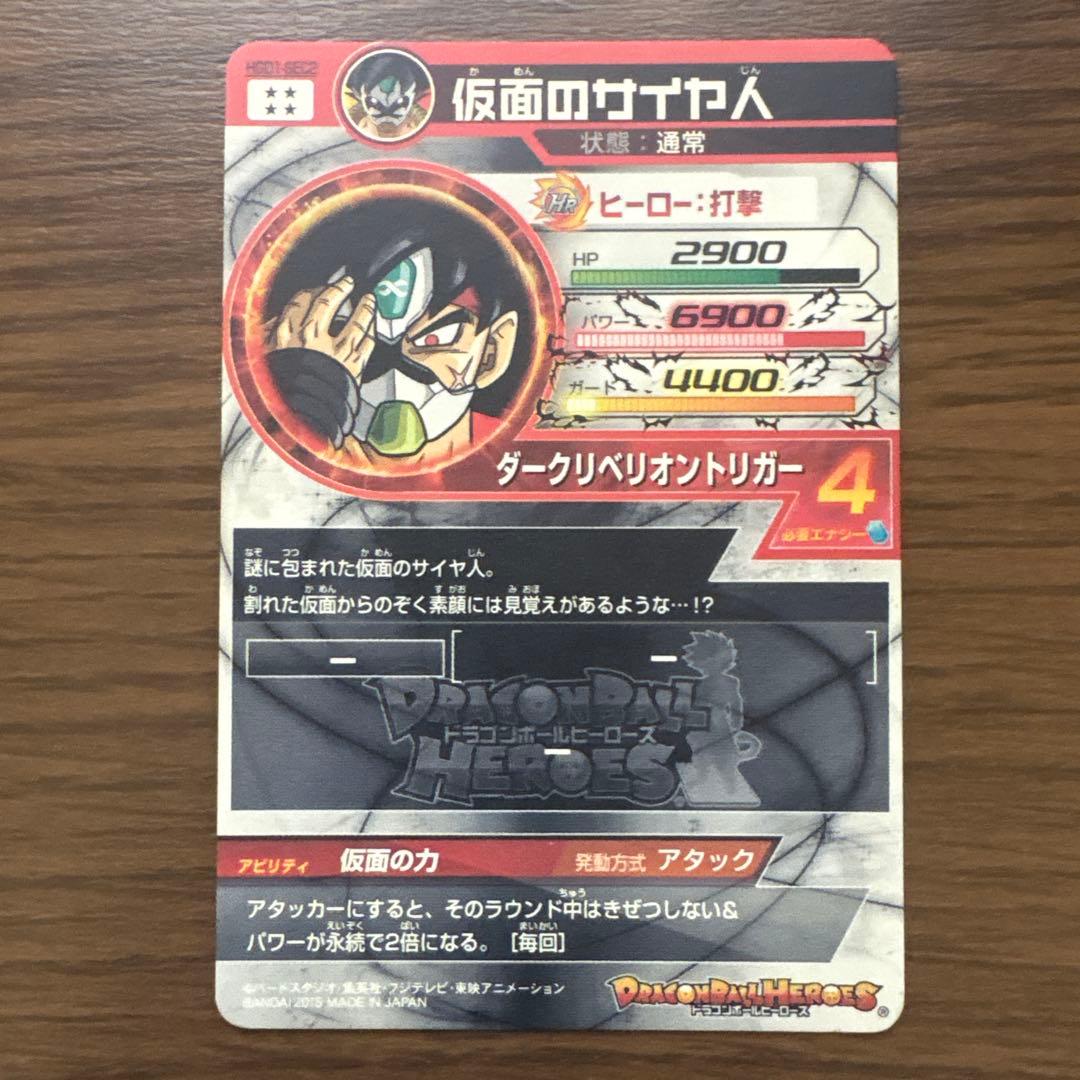 HGD1-SEC2
仮面のサイヤ人
状態：通常
HR ヒーロー：打撃
HP 2900
パワー 6900
ガード 4400
ダークリベリオントリガー
4
必要エナジー
謎に包まれた仮面のサイヤ人。
割れた仮面からのぞく素顔には見覚えがあるような…!?
DRAGONBALL
ドラゴンボールヒーローズ
HEROES
アビリティ 仮面の力 発動方式 アタック
アタッカーにすると、そのラウンド中はきぜつしない&
パワーが永続で2倍になる。［毎回］
©バードスタジオ/集英社・フジテレビ・東映アニメーション
BANDAI 2015 MADE IN JAPAN
DRAGONBALL HEROES
ドラゴンボールヒーローズ